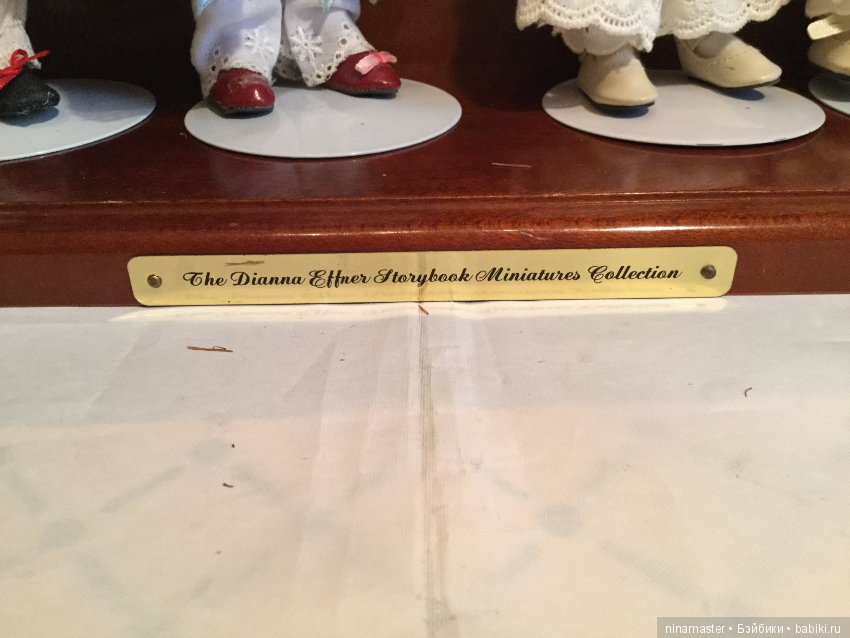 The Dianna Effner Storybook Miniatures Collection
ninamaster • Бэйбики • babiki.ru